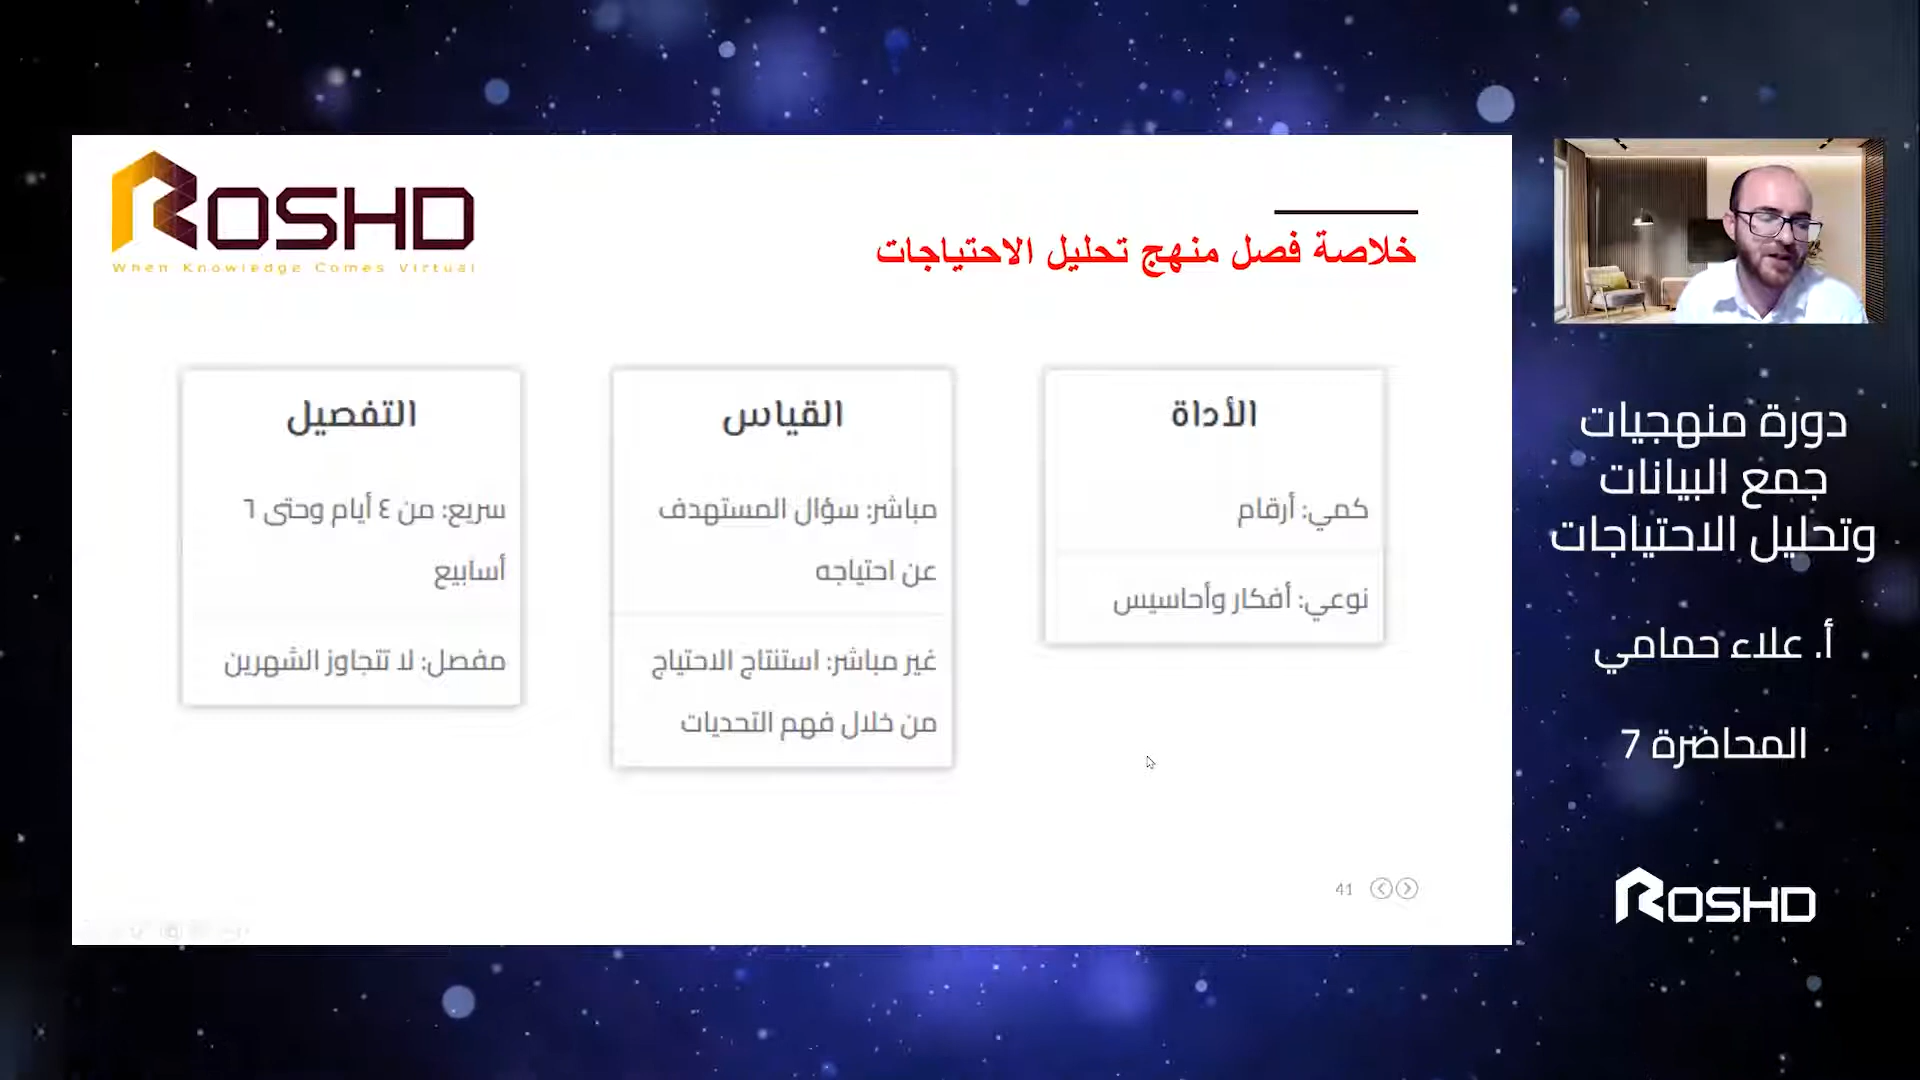 ROSHD
When Knowledge Comes Virtual
خلاصة فصل منهج تحليل الاحتياجات
الأداة
كمي: أرقام
نوعي: أفكار وأحاسيس
القياس
مباشر: سؤال المستهدف
عن احتياجه
غير مباشر: استنتاج الاحتياج
من خلال فهم التحديات
التفصيل
سريع: من ٤ أيام وحتى ٦
أسابيع
مفصل: لا تتجاوز الشهرين
41
دورة منهجيات
جمع البيانات
وتحليل الاحتياجات
أ. علاء حمامي
المحاضرة 7
ROSHD